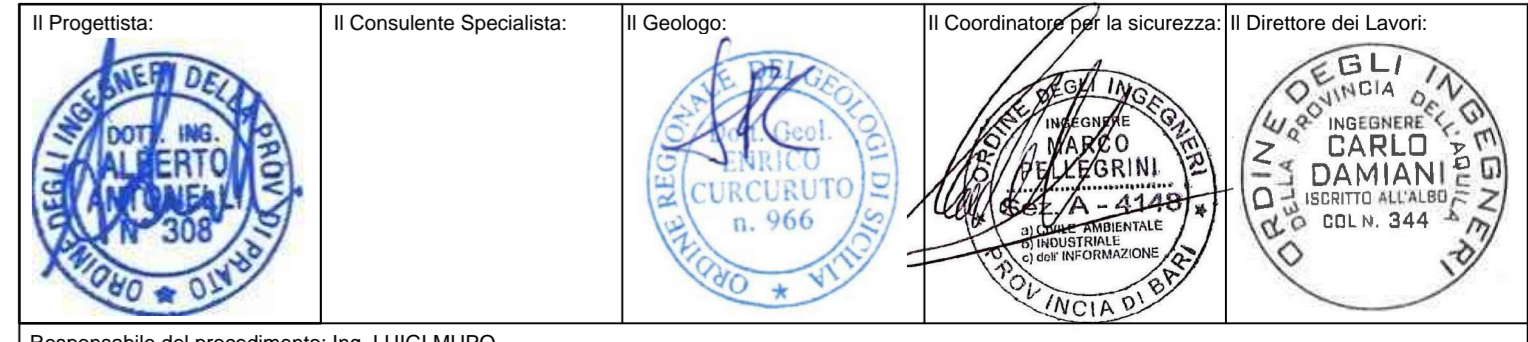 Il Progettista:
ORDINE DEGLI INGEGNERI DELLA PROV. DI PRATO
DOTT. ING.
ALBERTO
ANTONELLI
N° 308
Il Consulente Specialista:
Il Geologo:
ORDINE REGIONALE DEI GEOLOGI DI SICILIA
Dott. Geol.
ENRICO
CURCURUTO
n. 966
Il Coordinatore per la sicurezza:
ORDINE DEGLI INGEGNERI PROVINCIA DI BARI
INGEGNERE
MARCO
PELLEGRINI
Sez. A - 4148
a) CIVILE AMBIENTALE
b) INDUSTRIALE
c) dell' INFORMAZIONE
Il Direttore dei Lavori:
ORDINE DEGLI INGEGNERI
DELLA PROVINCIA DELL'AQUILA
INGEGNERE
CARLO
DAMIANI
ISCRITTO ALL'ALBO
COL N. 344
Responsabile del procedimento: Ing. LUIGI MURO